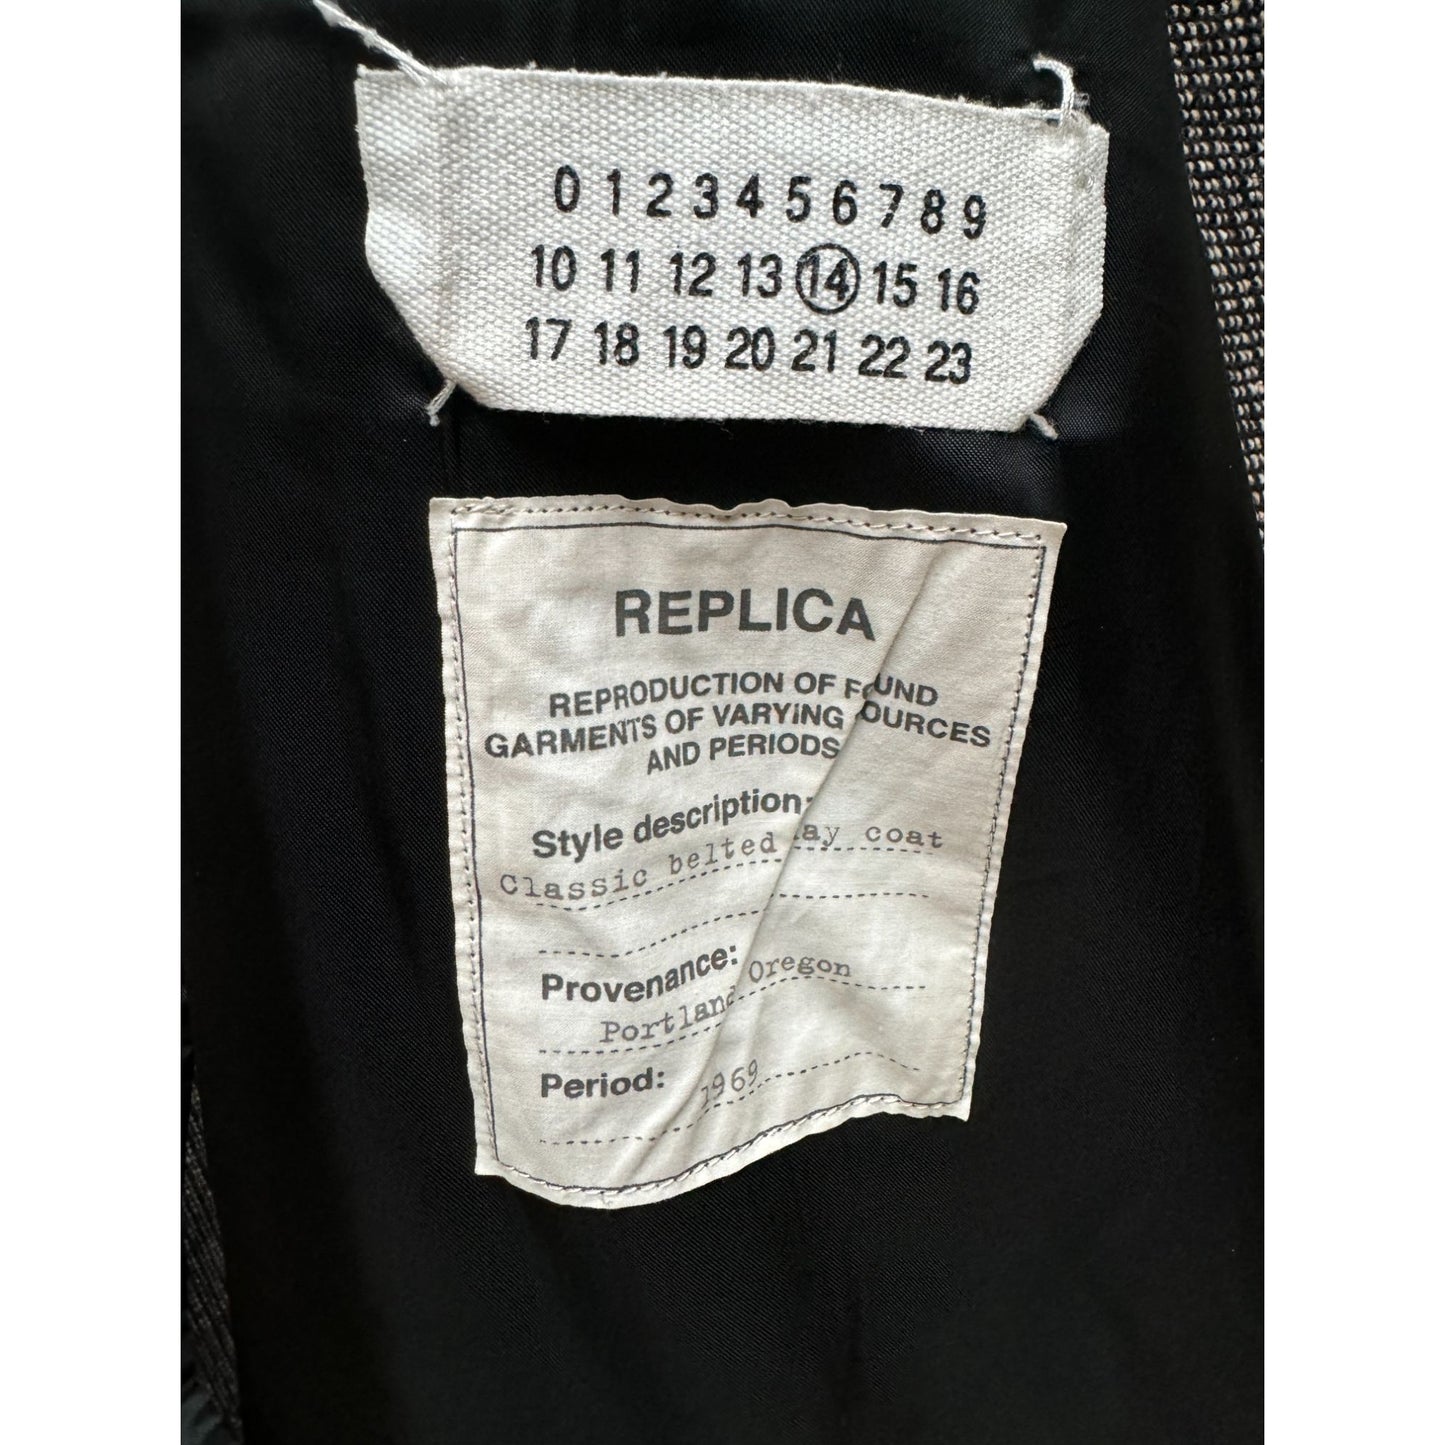 0 1 2 3 4 5 6 7 8 9
10 11 12 13 14 15 16
17 18 19 20 21 22 23
REPLICA
REPRODUCTION OF FOUND
GARMENTS OF VARYING OURCES
AND PERIODS
Style description:
Classic belted ay coat
Provenance:
Portland Oregon
Period: 1969